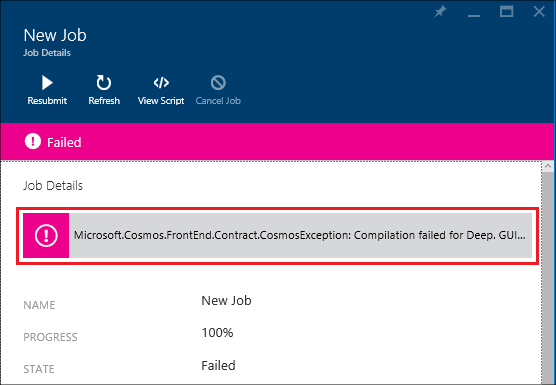 New Job
Job Details
Resubmit
Refresh
View Script
Cancel Job
Failed
Job Details
Microsoft.Cosmos.FrontEnd.Contract.CosmosException: Compilation failed for Deep. GUI...
NAME New Job
PROGRESS 100%
STATE Failed